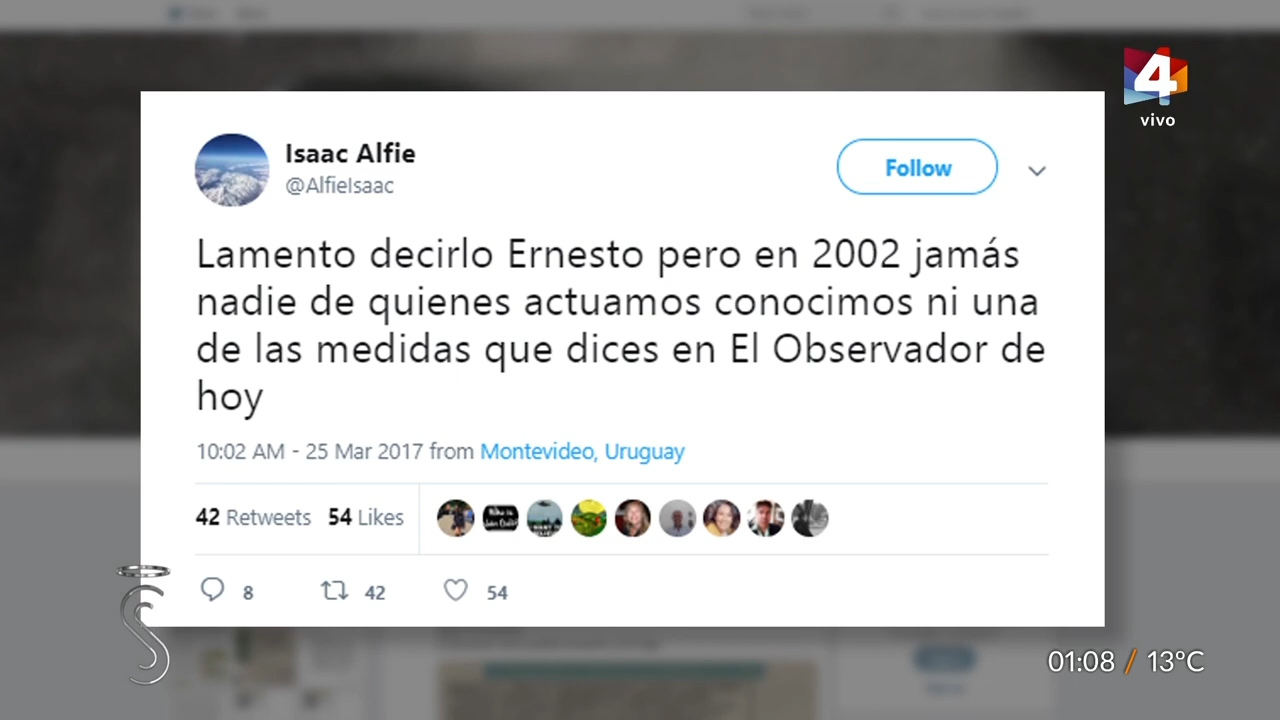 4
vivo
Isaac Alfie
@AlfieIsaac
Follow
Lamento decirlo Ernesto pero en 2002 jamás
nadie de quienes actuamos conocimos ni una
de las medidas que dices en El Observador de
hoy
10:02 AM - 25 Mar 2017 from Montevideo, Uruguay
42 Retweets 54 Likes
8 42 54
S
01:08 / 13°C